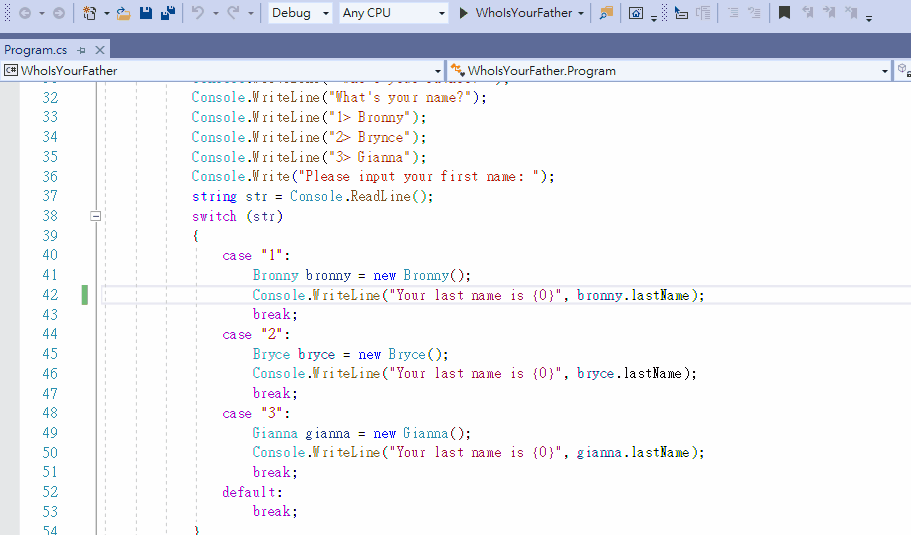 Debug Any CPU WhoIsYourFather
Program.cs
C# WhoIsYourFather WhoIsYourFather.Program
32 Console.WriteLine("What's your name?");
33 Console.WriteLine("1> Bronny");
34 Console.WriteLine("2> Brynce");
35 Console.WriteLine("3> Gianna");
36 Console.Write("Please input your first name: ");
37 string str = Console.ReadLine();
38 switch (str)
39 {
40 case "1":
41 Bronny bronny = new Bronny();
42 Console.WriteLine("Your last name is {0}", bronny.lastName);
43 break;
44 case "2":
45 Bryce bryce = new Bryce();
46 Console.WriteLine("Your last name is {0}", bryce.lastName);
47 break;
48 case "3":
49 Gianna gianna = new Gianna();
50 Console.WriteLine("Your last name is {0}", gianna.lastName);
51 break;
52 default:
53 break;
54 }